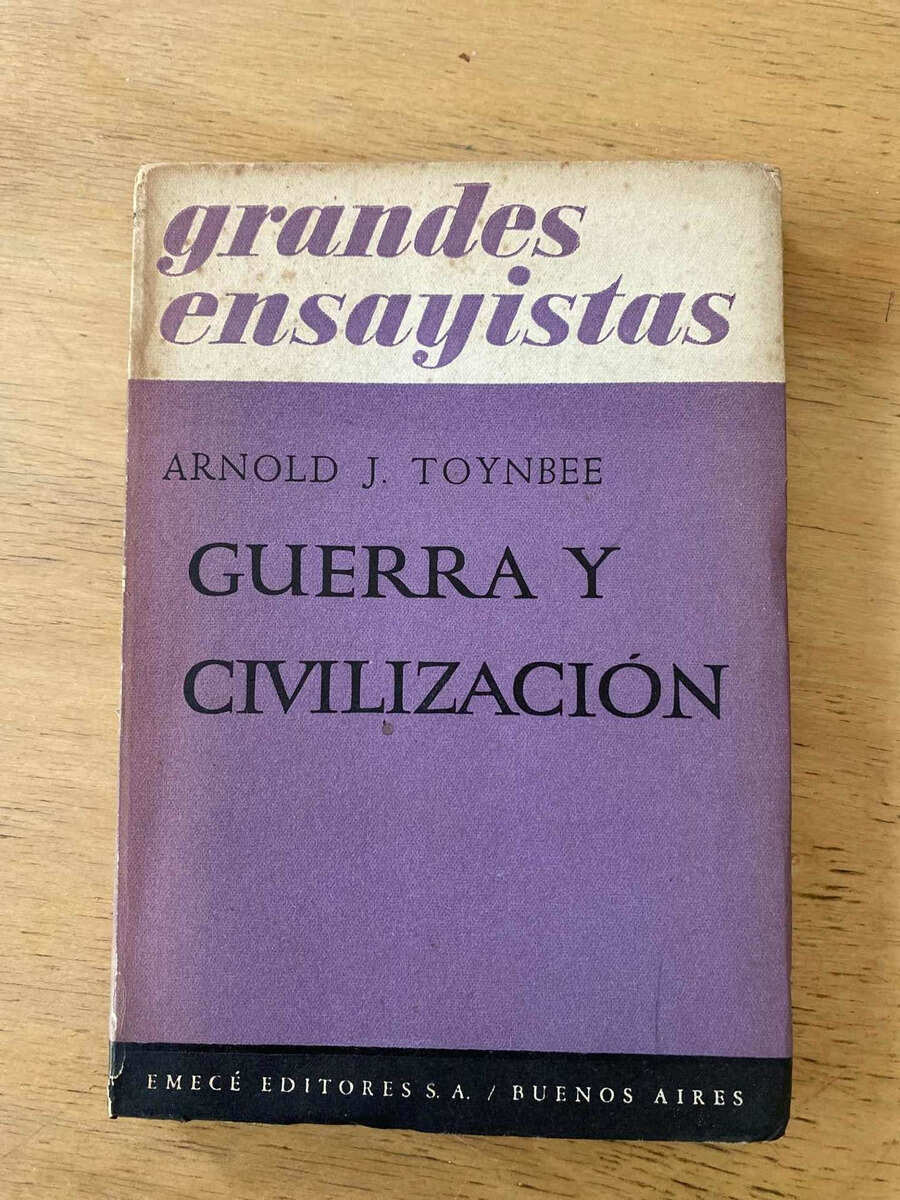 grandes
ensayistas
ARNOLD J. TOYNBEE
GUERRA Y
CIVILIZACIÓN
EMECÉ EDITORES S.A. / BUENOS AIRES